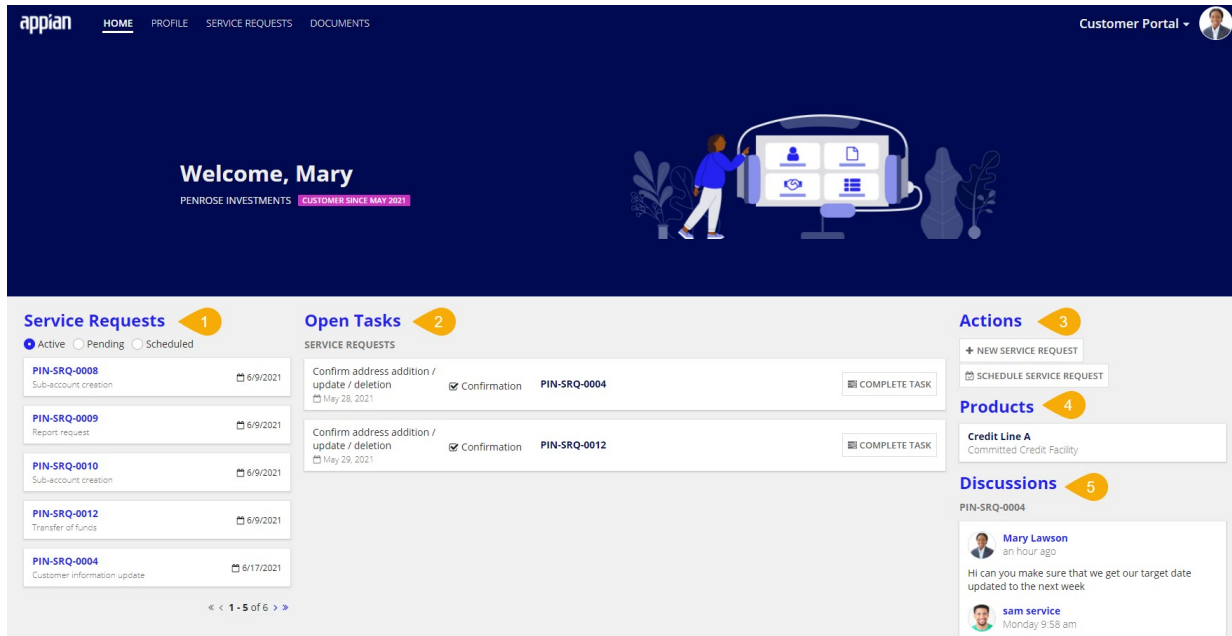 appian HOME PROFILE SERVICE REQUESTS DOCUMENTS
Customer Portal
Welcome, Mary
PENROSE INVESTMENTS CUSTOMER SINCE MAY 2021
Service Requests 1
Active Pending Scheduled
PIN-SRQ-0008
Sub-account creation
6/9/2021
PIN-SRQ-0009
Report request
6/9/2021
PIN-SRQ-0010
Sub-account creation
6/9/2021
PIN-SRQ-0012
Transfer of funds
6/9/2021
PIN-SRQ-0004
Customer information update
6/17/2021
« < 1 - 5 of 6 > »
Open Tasks 2
SERVICE REQUESTS
Confirm address addition /
update / deletion
May 28, 2021
Confirmation
PIN-SRQ-0004
COMPLETE TASK
Confirm address addition /
update / deletion
May 29, 2021
Confirmation
PIN-SRQ-0012
COMPLETE TASK
Actions 3
+ NEW SERVICE REQUEST
SCHEDULE SERVICE REQUEST
Products 4
Credit Line A
Committed Credit Facility
Discussions 5
PIN-SRQ-0004
Mary Lawson
an hour ago
Hi can you make sure that we get our target date
updated to the next week
sam service
Monday 9:58 am